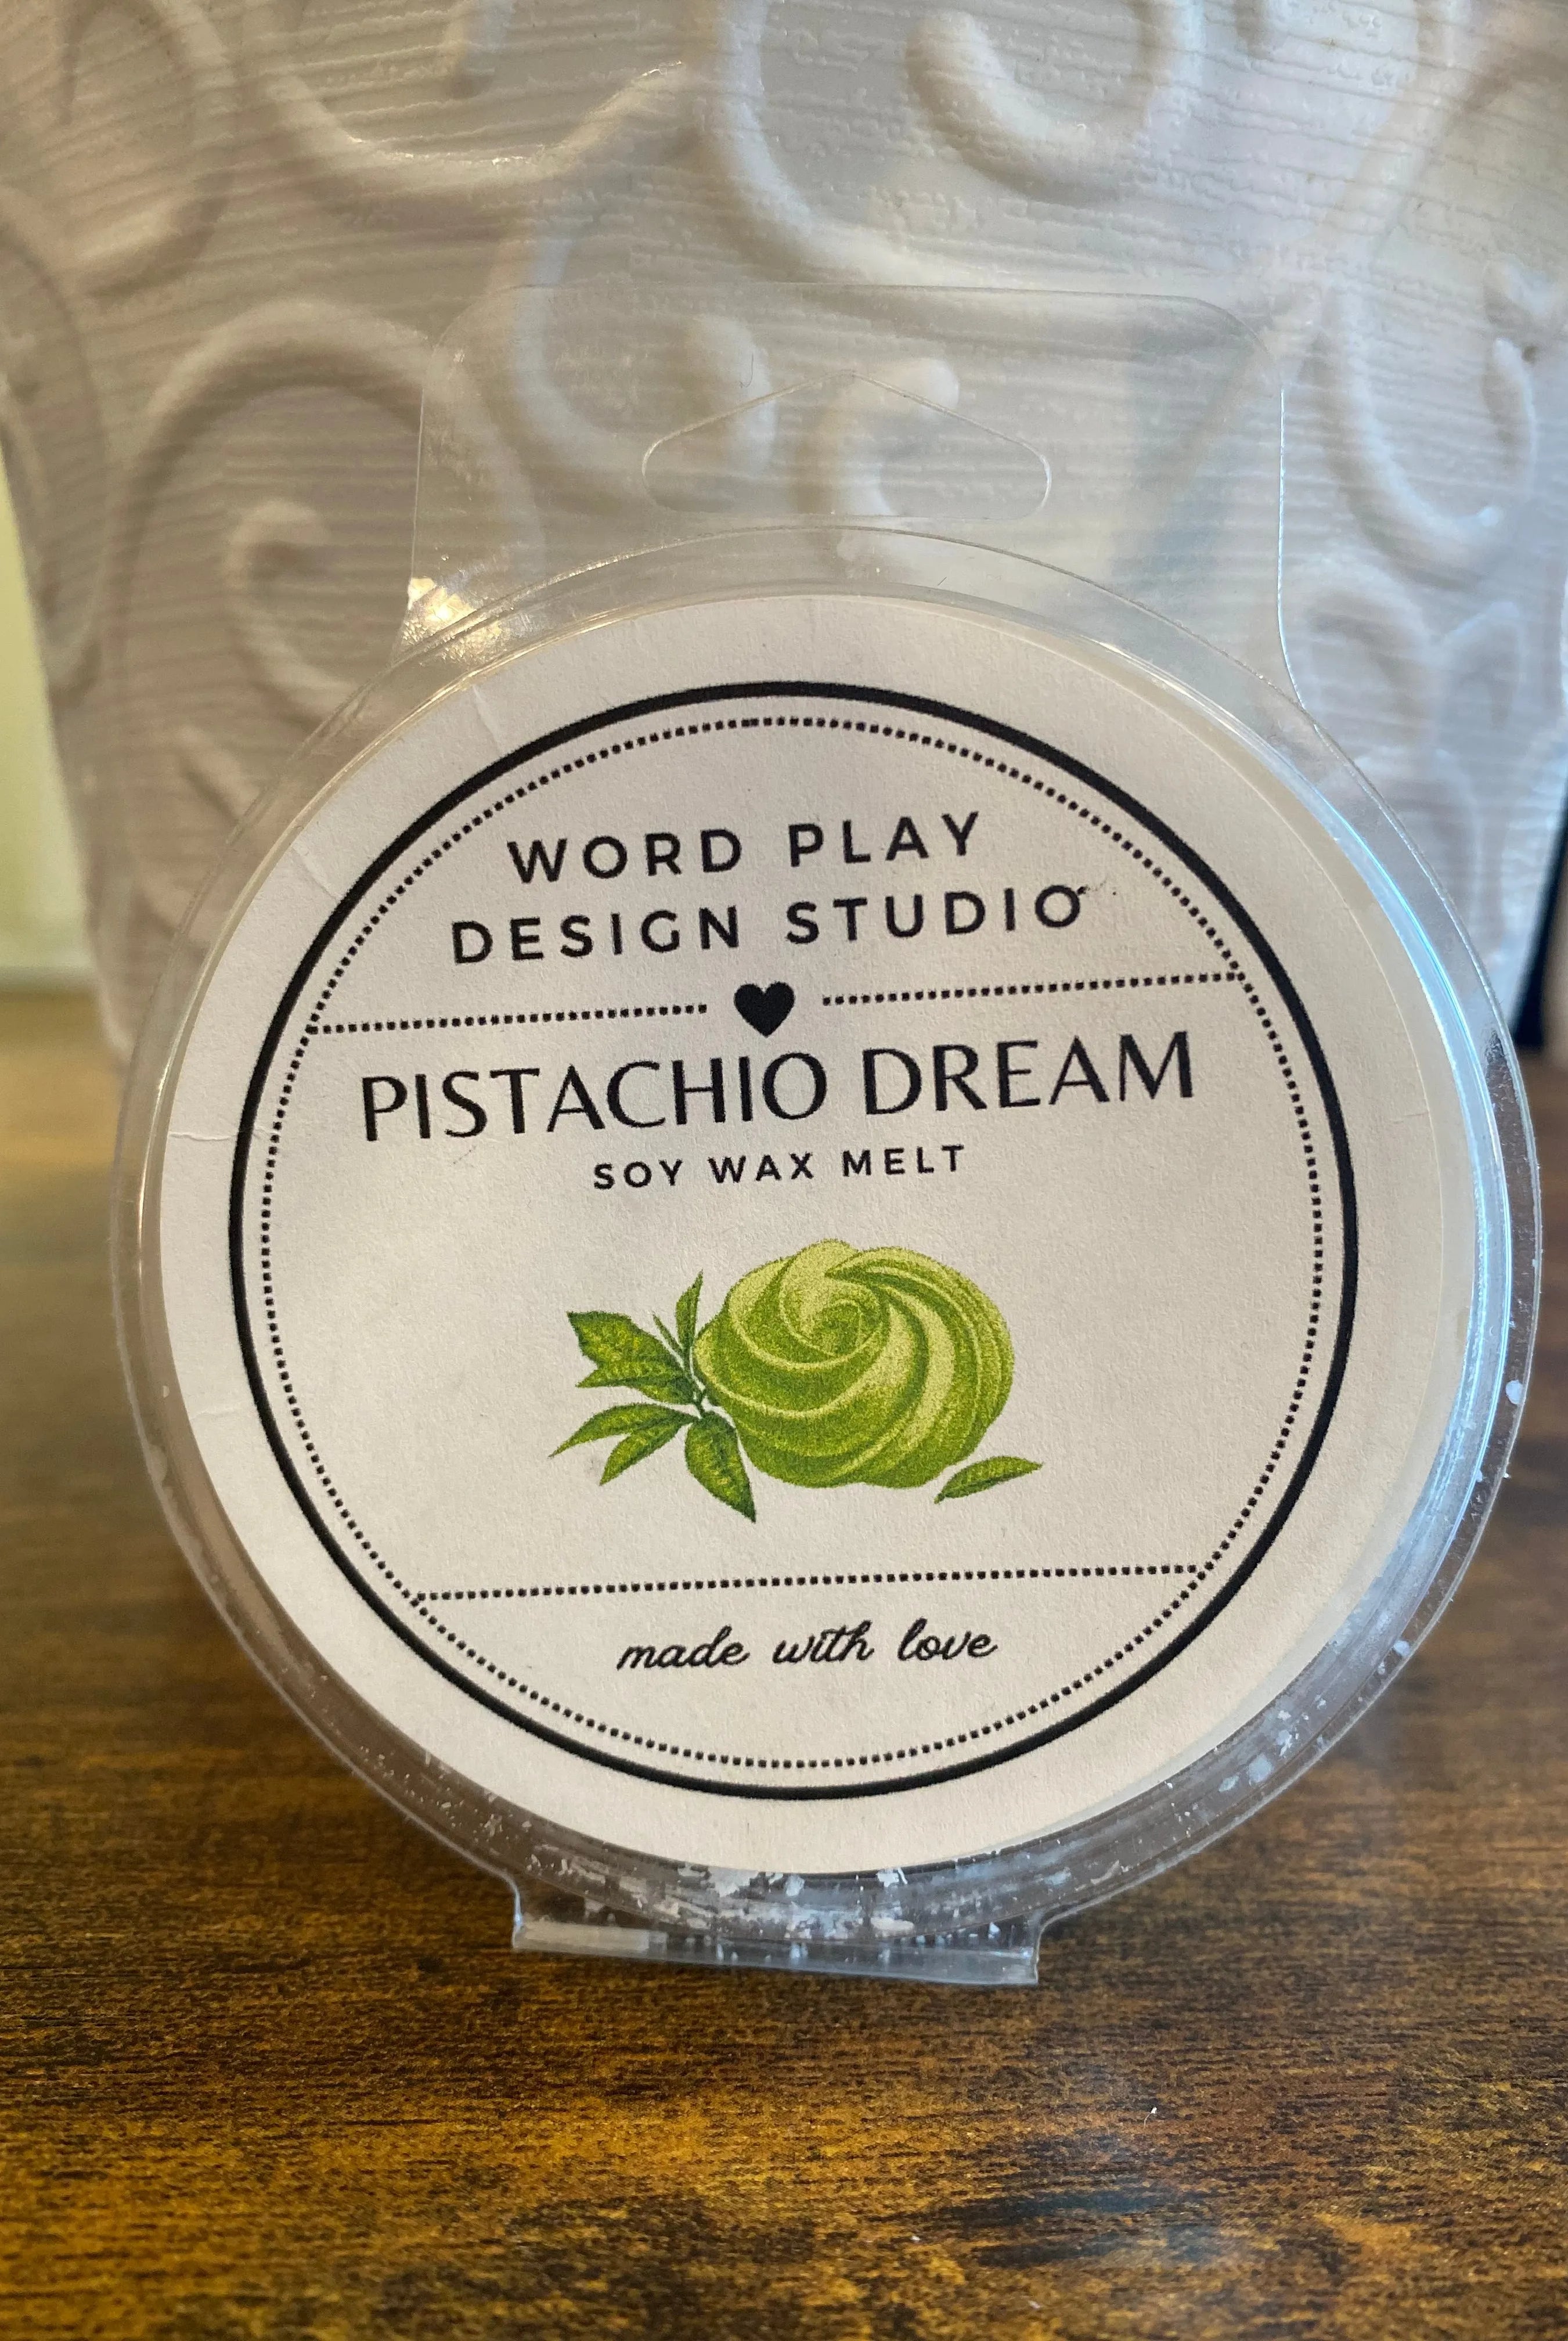 WORD PLAY
DESIGN STUDIO
PISTACHIO DREAM
SOY WAX MELT
made with love